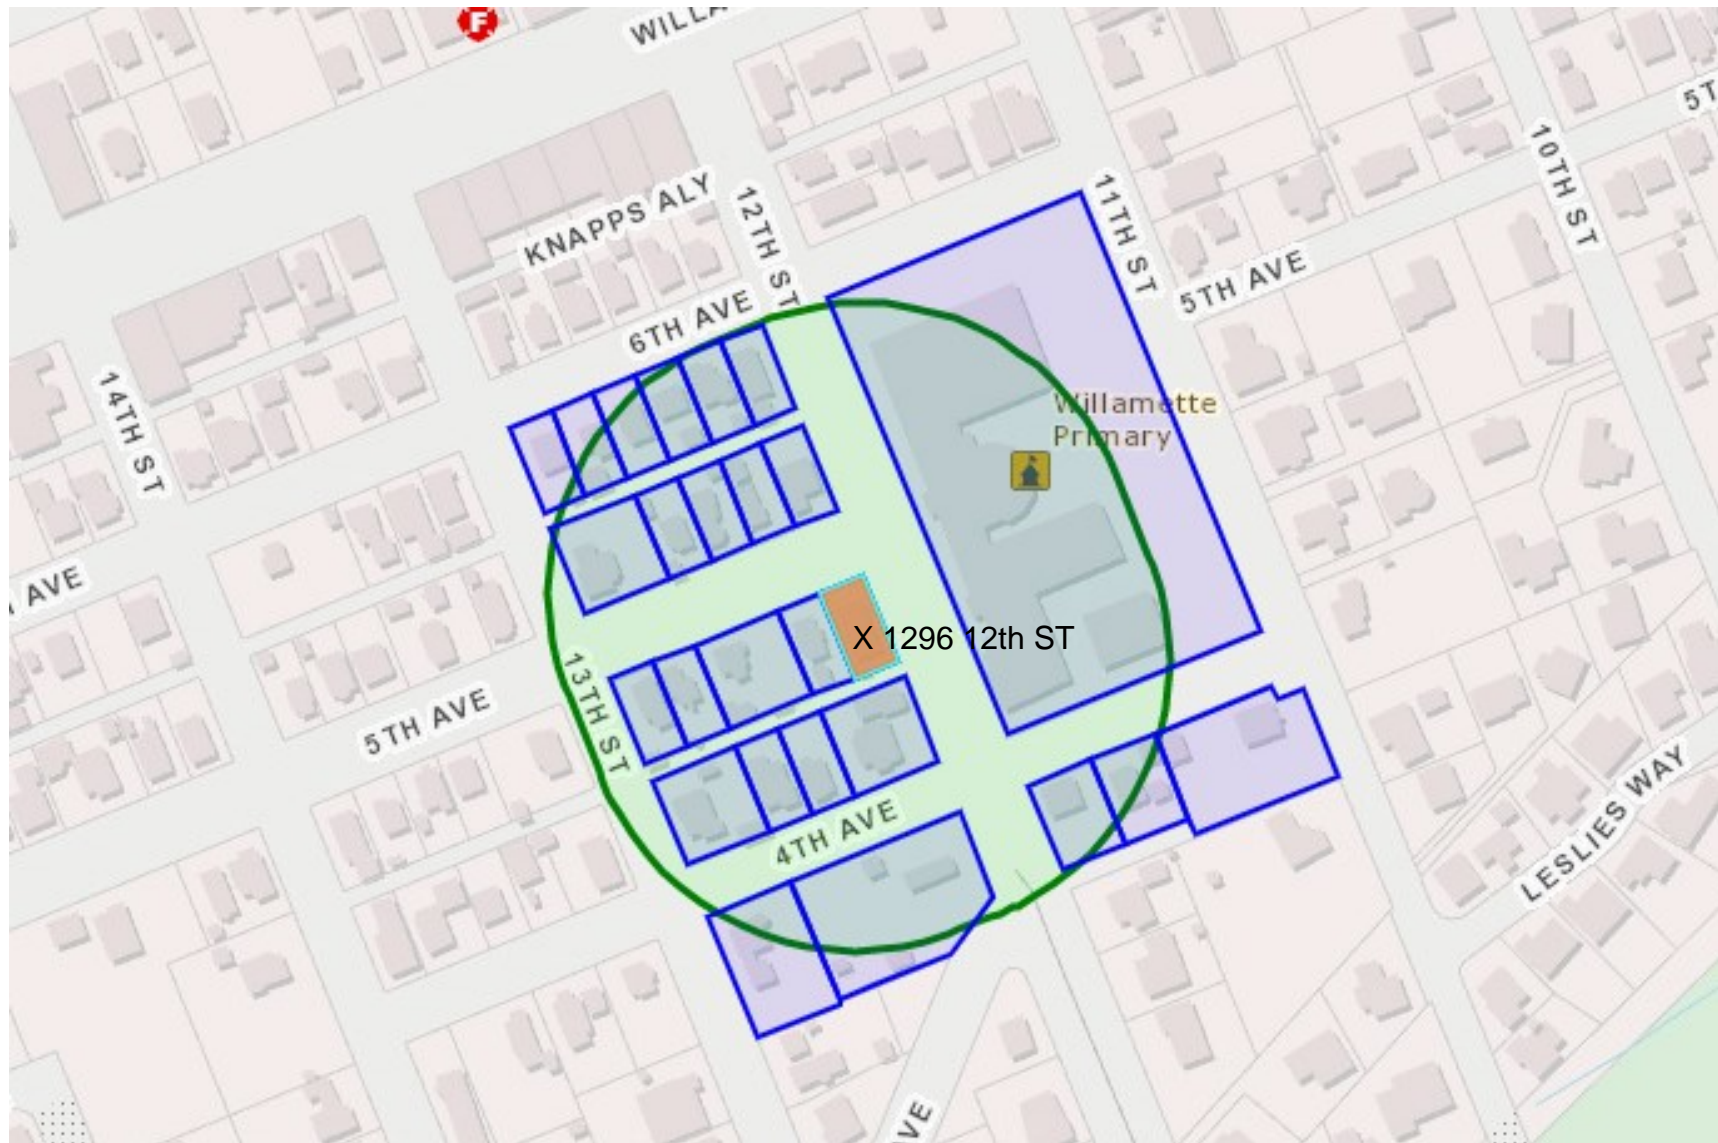 F
WILLA
5T
KNAPPS ALY
12TH ST
11TH ST
10TH ST
5TH AVE
6TH AVE
14TH ST
Willamette
Primary
AVE
X 1296 12th ST
13TH ST
5TH AVE
4TH AVE
LESLIES WAY
VE